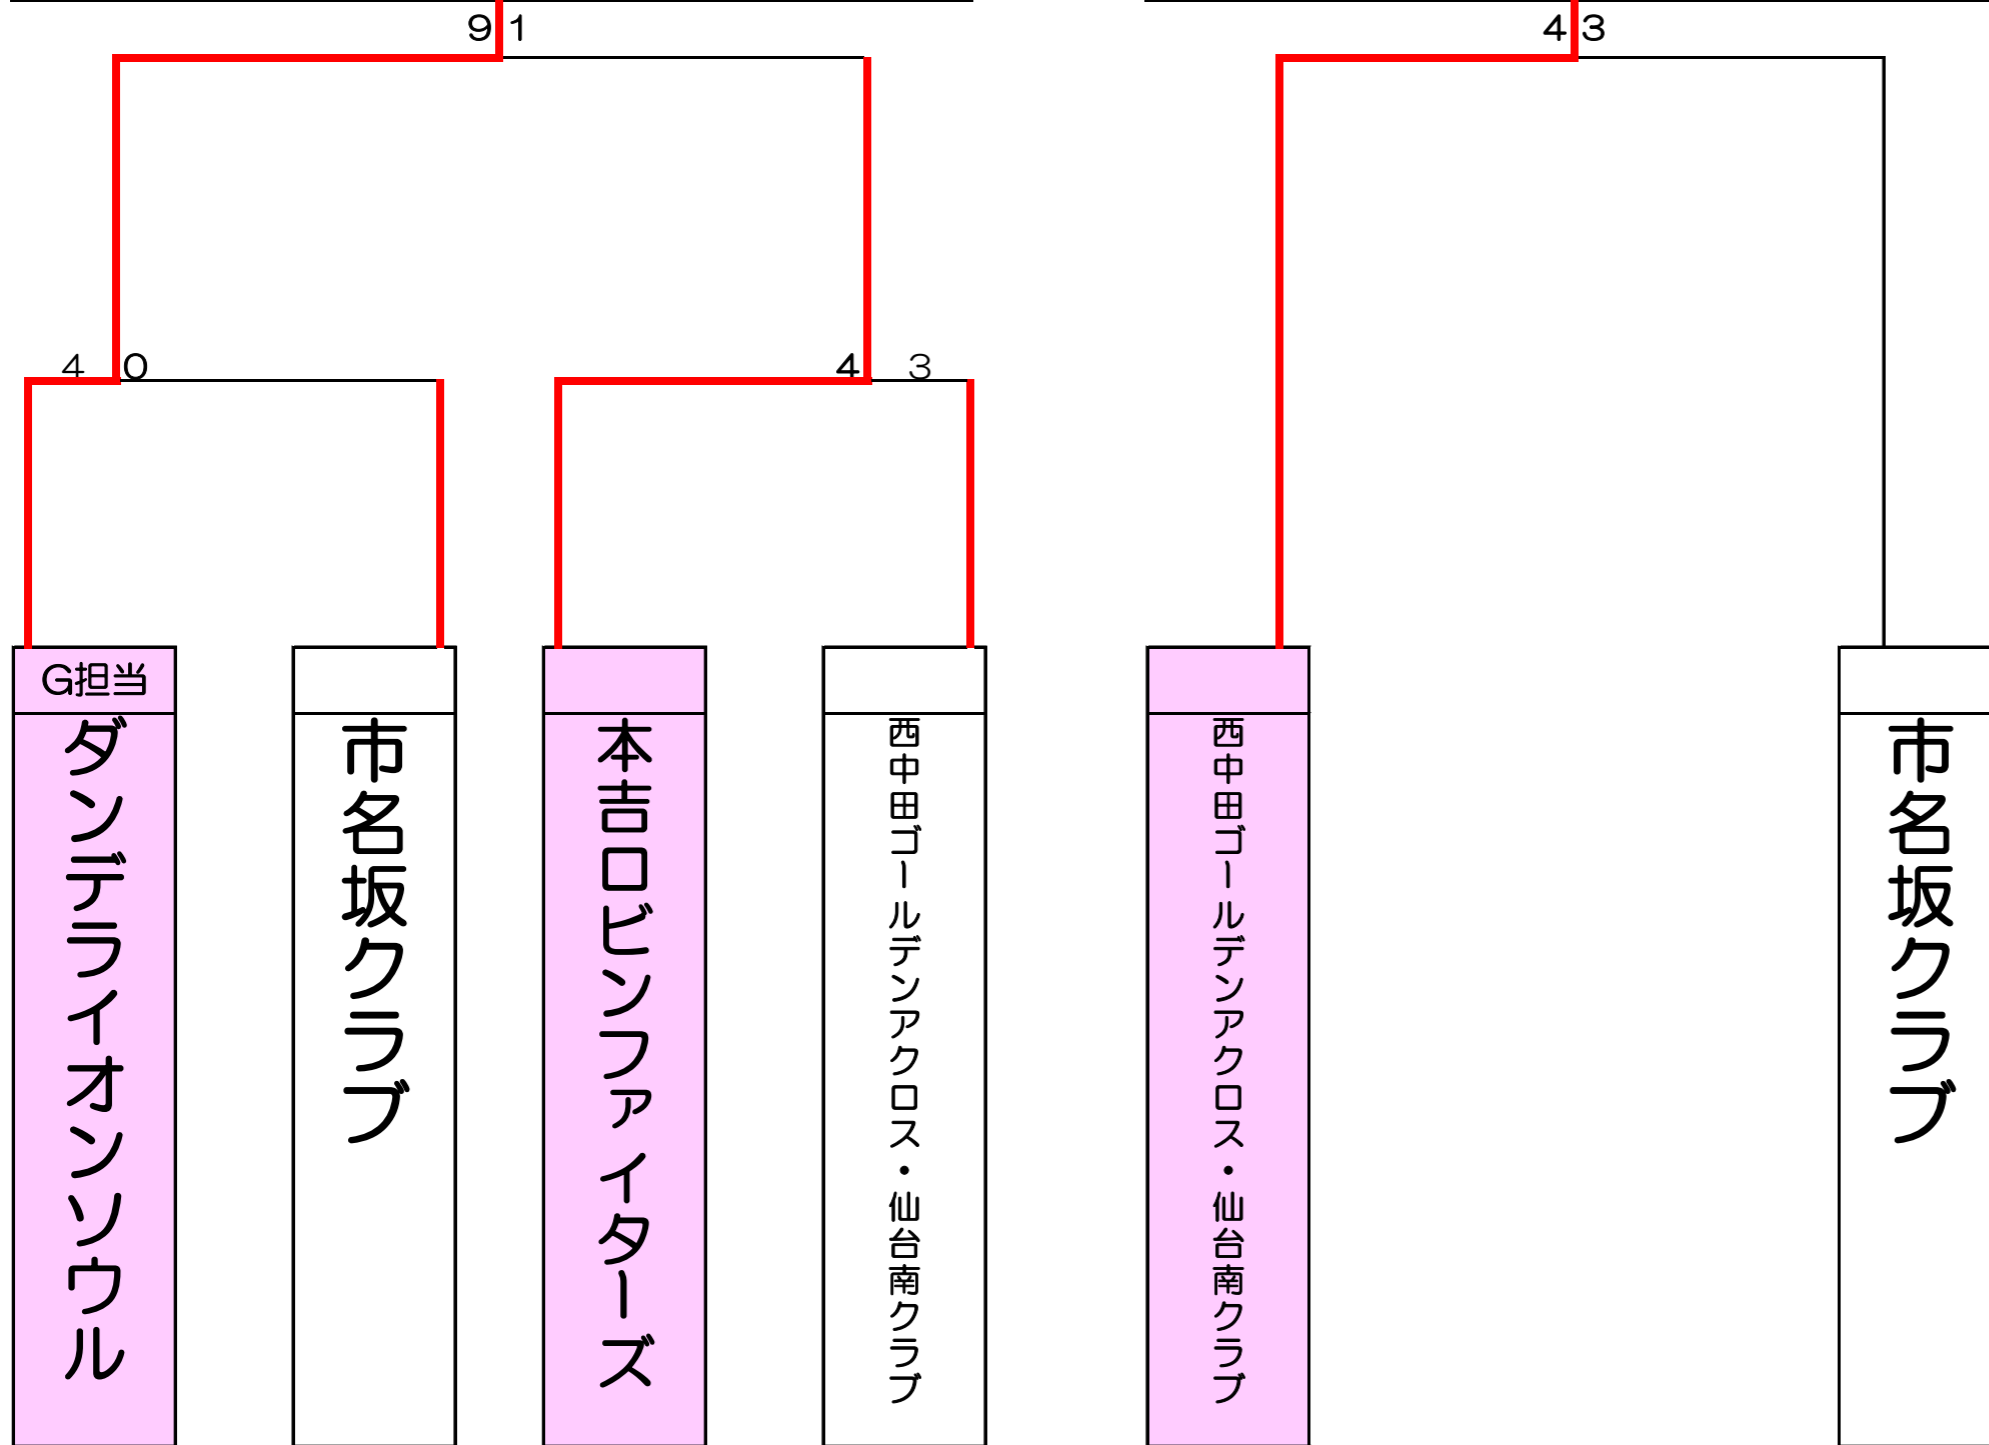 9 1
4 3
4 0
4 3
G担当
ダンデライオンソウル
市名坂クラブ
本吉ロビンファイターズ
西中田ゴールデンアクロス・仙台南クラブ
西中田ゴールデンアクロス・仙台南クラブ
市名坂クラブ